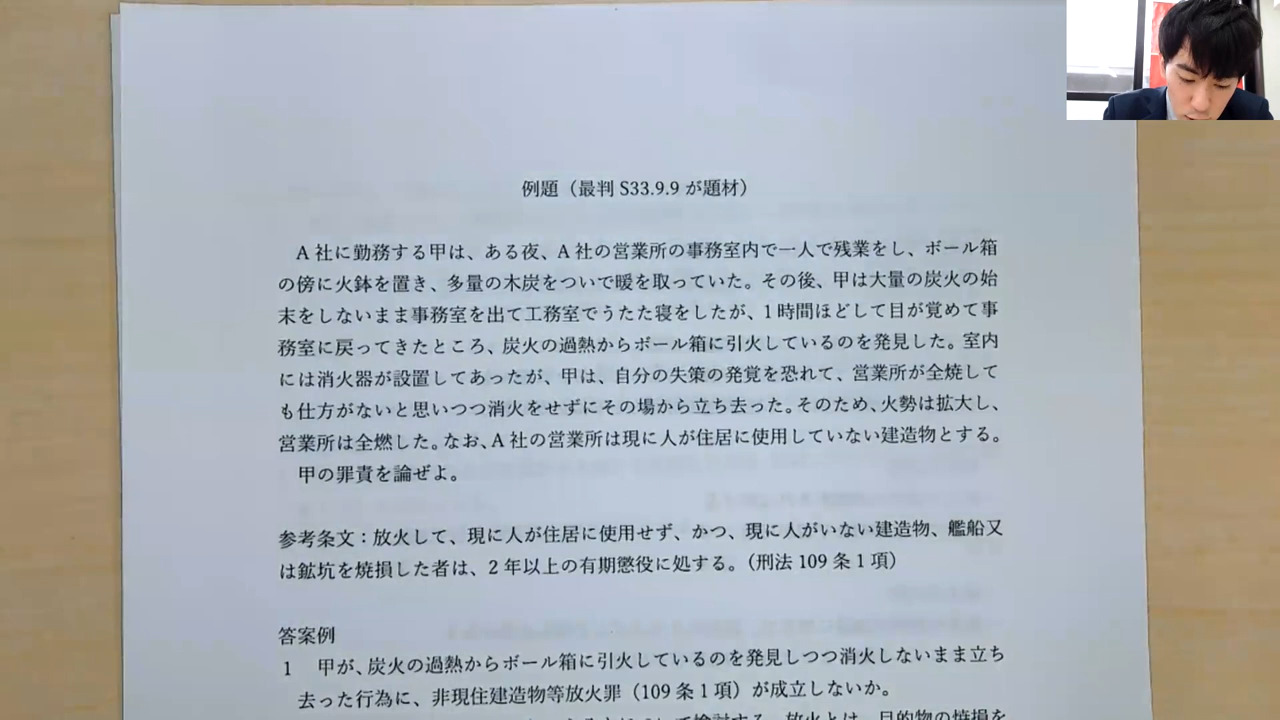 例題（最判 S33.9.9 が題材）
A 社に勤務する甲は、ある夜、A 社の営業所の事務室内で一人で残業をし、ボール箱
の傍に火鉢を置き、多量の木炭をついで暖を取っていた。その後、甲は大量の炭火の始
末をしないまま事務室を出て工務室でうたた寝をしたが、1 時間ほどして目が覚めて事
務室に戻ってきたところ、炭火の過熱からボール箱に引火しているのを発見した。室内
には消火器が設置してあったが、甲は、自分の失策の発覚を恐れて、営業所が全焼して
も仕方がないと思いつつ消火をせずにその場から立ち去った。そのため、火勢は拡大し、
営業所は全燃した。なお、A 社の営業所は現に人が住居に使用していない建造物とする。
甲の罪責を論ぜよ。
参考条文：放火して、現に人が住居に使用せず、かつ、現に人がいない建造物、艦船又
は鉱坑を焼損した者は、2 年以上の有期懲役に処する。（刑法 109 条 1 項）
答案例
1　甲が、炭火の過熱からボール箱に引火しているのを発見しつつ消火しないまま立ち
去った行為に、非現住建造物等放火罪（109 条 1 項）が成立しないか。
について検討する。放火とは、目的物の焼損を